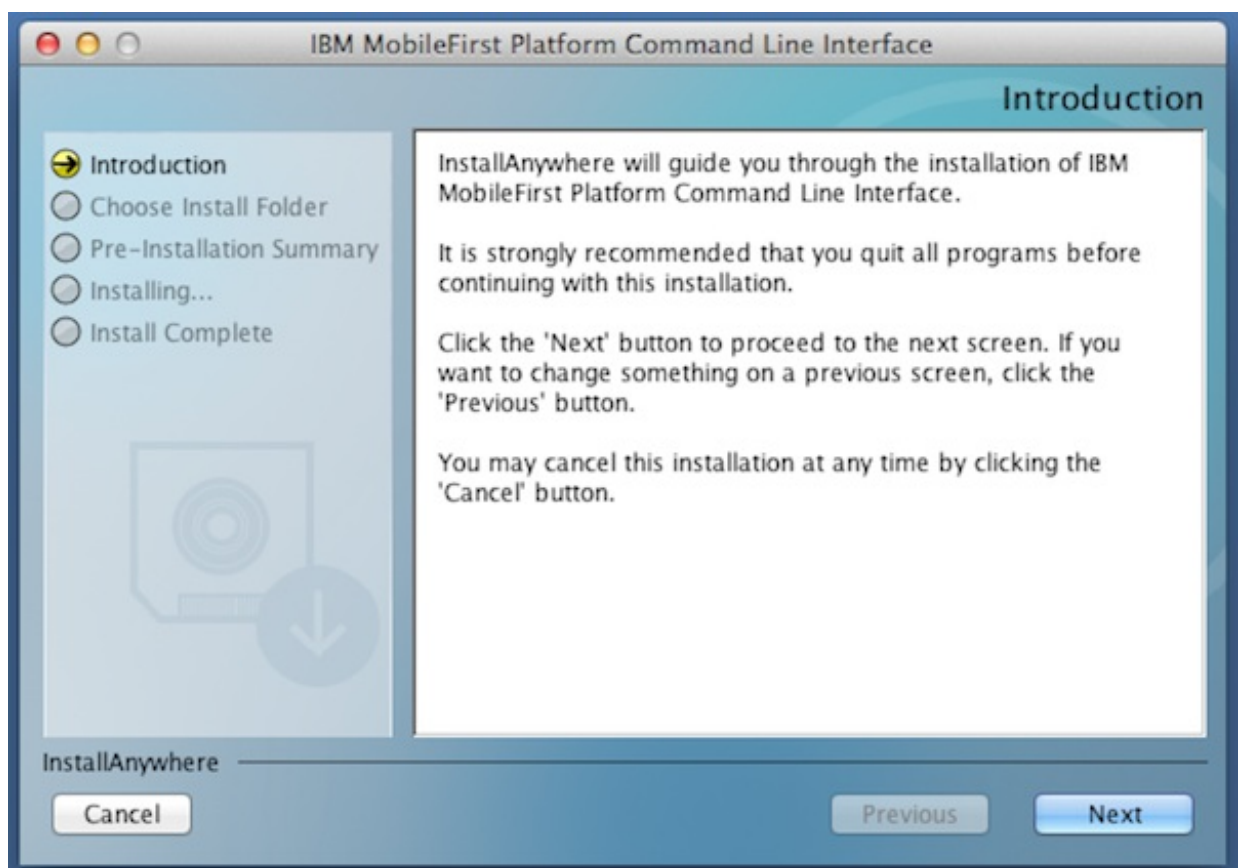 IBM MobileFirst Platform Command Line Interface
Introduction
Introduction
Choose Install Folder
Pre-Installation Summary
Installing...
Install Complete
InstallAnywhere will guide you through the installation of IBM
MobileFirst Platform Command Line Interface.
It is strongly recommended that you quit all programs before
continuing with this installation.
Click the 'Next' button to proceed to the next screen. If you
want to change something on a previous screen, click the
'Previous' button.
You may cancel this installation at any time by clicking the
'Cancel' button.
InstallAnywhere
Cancel
Previous
Next